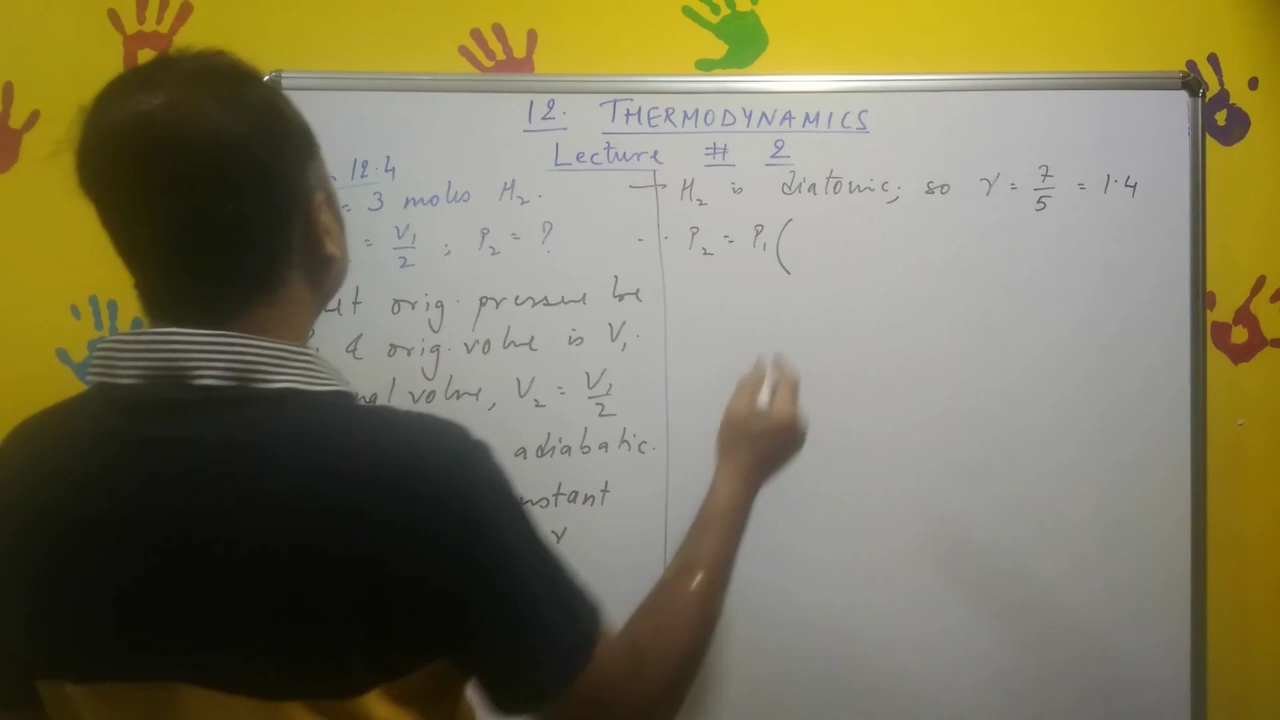 12. THERMODYNAMICS
Lecture # 2
12.4
= 3 moles H₂.
= V₁/2 ; P₂ = ?
orig. pressure be
& orig. volume is V₁.
volume, V₂ = V₁/2
adiabatic.
nstant
γ
→ H₂ is diatomic; so γ = 7/5 = 1.4
P₂ = P₁ (